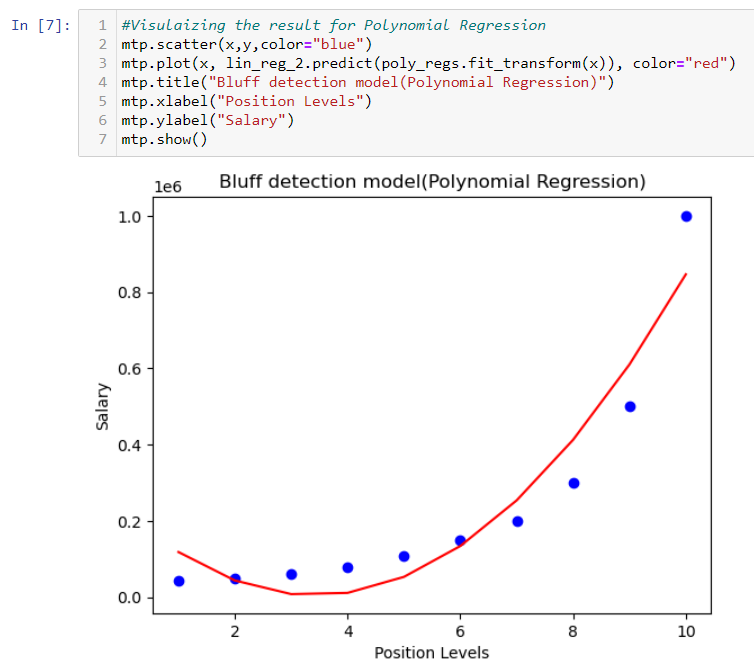 In [7]:
1 #Visulaizing the result for Polynomial Regression
2 mtp.scatter(x,y,color="blue")
3 mtp.plot(x, lin_reg_2.predict(poly_regs.fit_transform(x)), color="red")
4 mtp.title("Bluff detection model(Polynomial Regression)")
5 mtp.xlabel("Position Levels")
6 mtp.ylabel("Salary")
7 mtp.show()
Bluff detection model(Polynomial Regression)
1e6
1.0
0.8
0.6
0.4
0.2
0.0
Salary
2 4 6 8 10
Position Levels